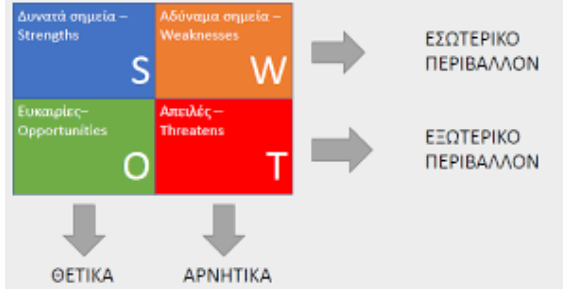 Δυνατά σημεία –
Strengths
S
Αδύναμα σημεία –
Weaknesses
W
ΕΣΩΤΕΡΙΚΟ
ΠΕΡΙΒΑΛΛΟΝ
Ευκαιρίες–
Opportunities
O
Απειλές –
Threatens
T
ΕΞΩΤΕΡΙΚΟ
ΠΕΡΙΒΑΛΛΟΝ
ΘΕΤΙΚΑ
ΑΡΝΗΤΙΚΑ